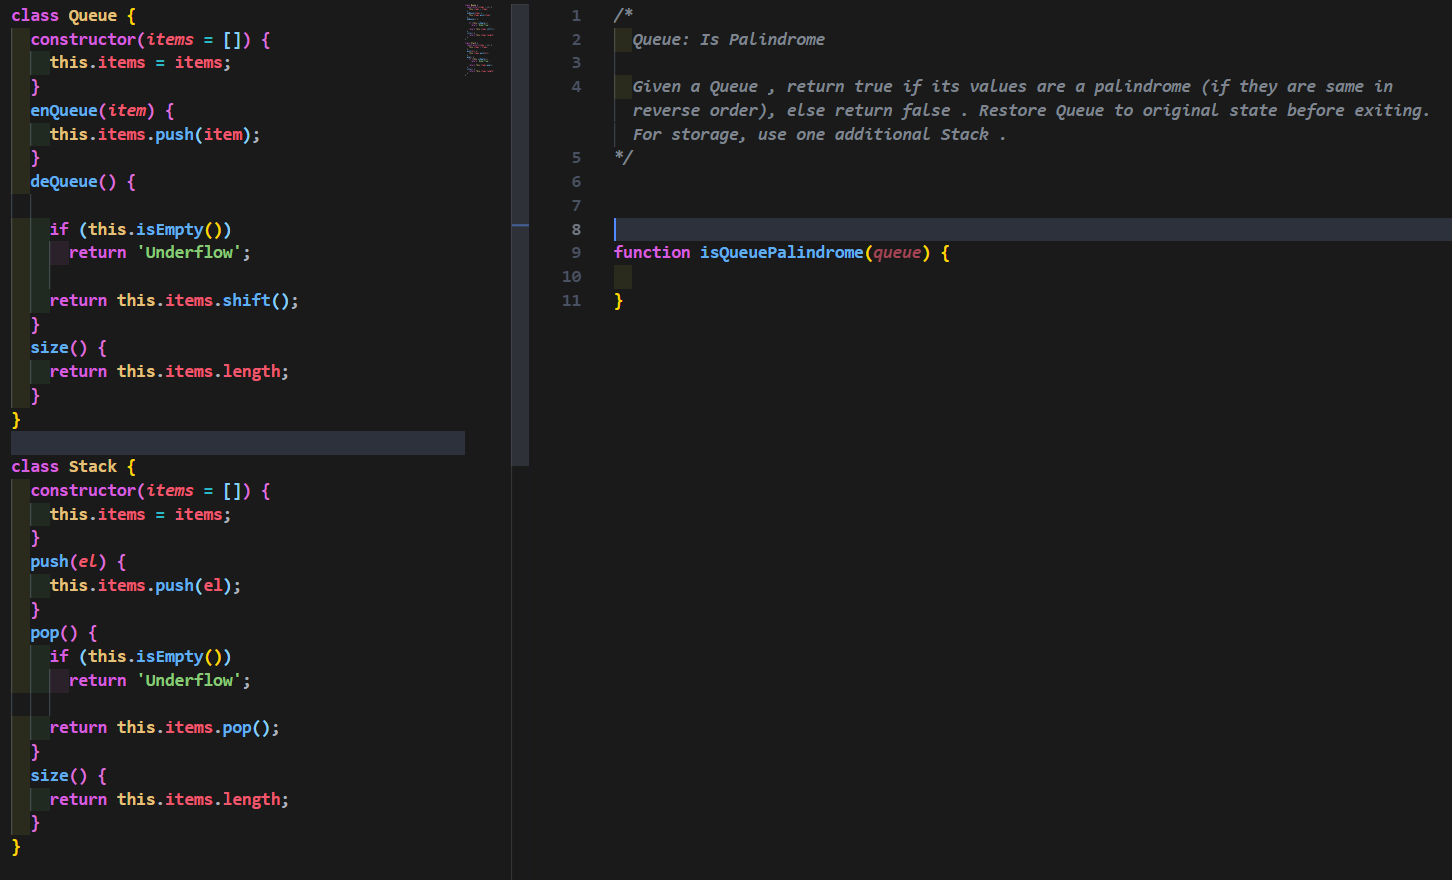 class Queue {
  constructor(items = []) {
    this.items = items;
  }
  enQueue(item) {
    this.items.push(item);
  }
  deQueue() {

    if (this.isEmpty())
      return 'Underflow';

    return this.items.shift();
  }
  size() {
    return this.items.length;
  }
}

class Stack {
  constructor(items = []) {
    this.items = items;
  }
  push(el) {
    this.items.push(el);
  }
  pop() {
    if (this.isEmpty())
      return 'Underflow';

    return this.items.pop();
  }
  size() {
    return this.items.length;
  }
}
1 /*
2   Queue: Is Palindrome
3
4   Given a Queue , return true if its values are a palindrome (if they are same in
  reverse order), else return false . Restore Queue to original state before exiting.
  For storage, use one additional Stack .
5 */
6
7
8
9 function isQueuePalindrome(queue) {
10
11 }